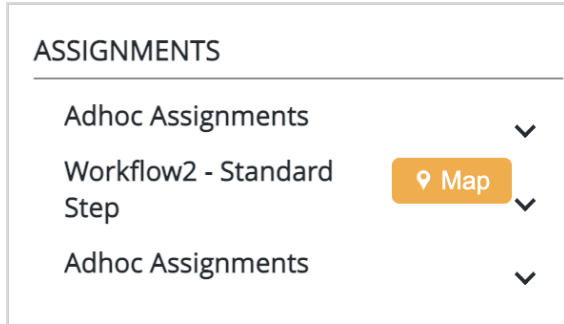 ASSIGNMENTS
Adhoc Assignments
Workflow2 - Standard
Map
Step
Adhoc Assignments